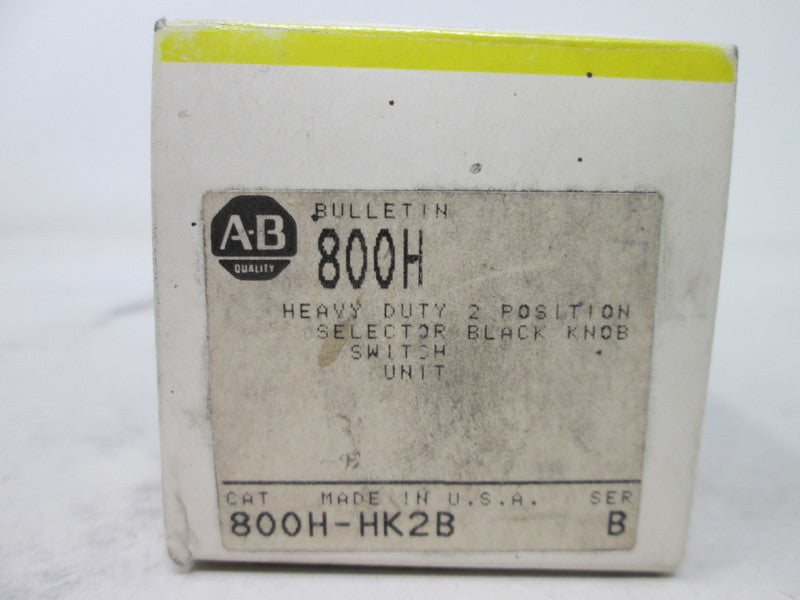 A-B
QUALITY
BULLETIN
800H
HEAVY DUTY 2 POSITION
SELECTOR BLACK KNOB
SWITCH
UNIT
CAT MADE IN U.S.A. SER
800H-HK2B B